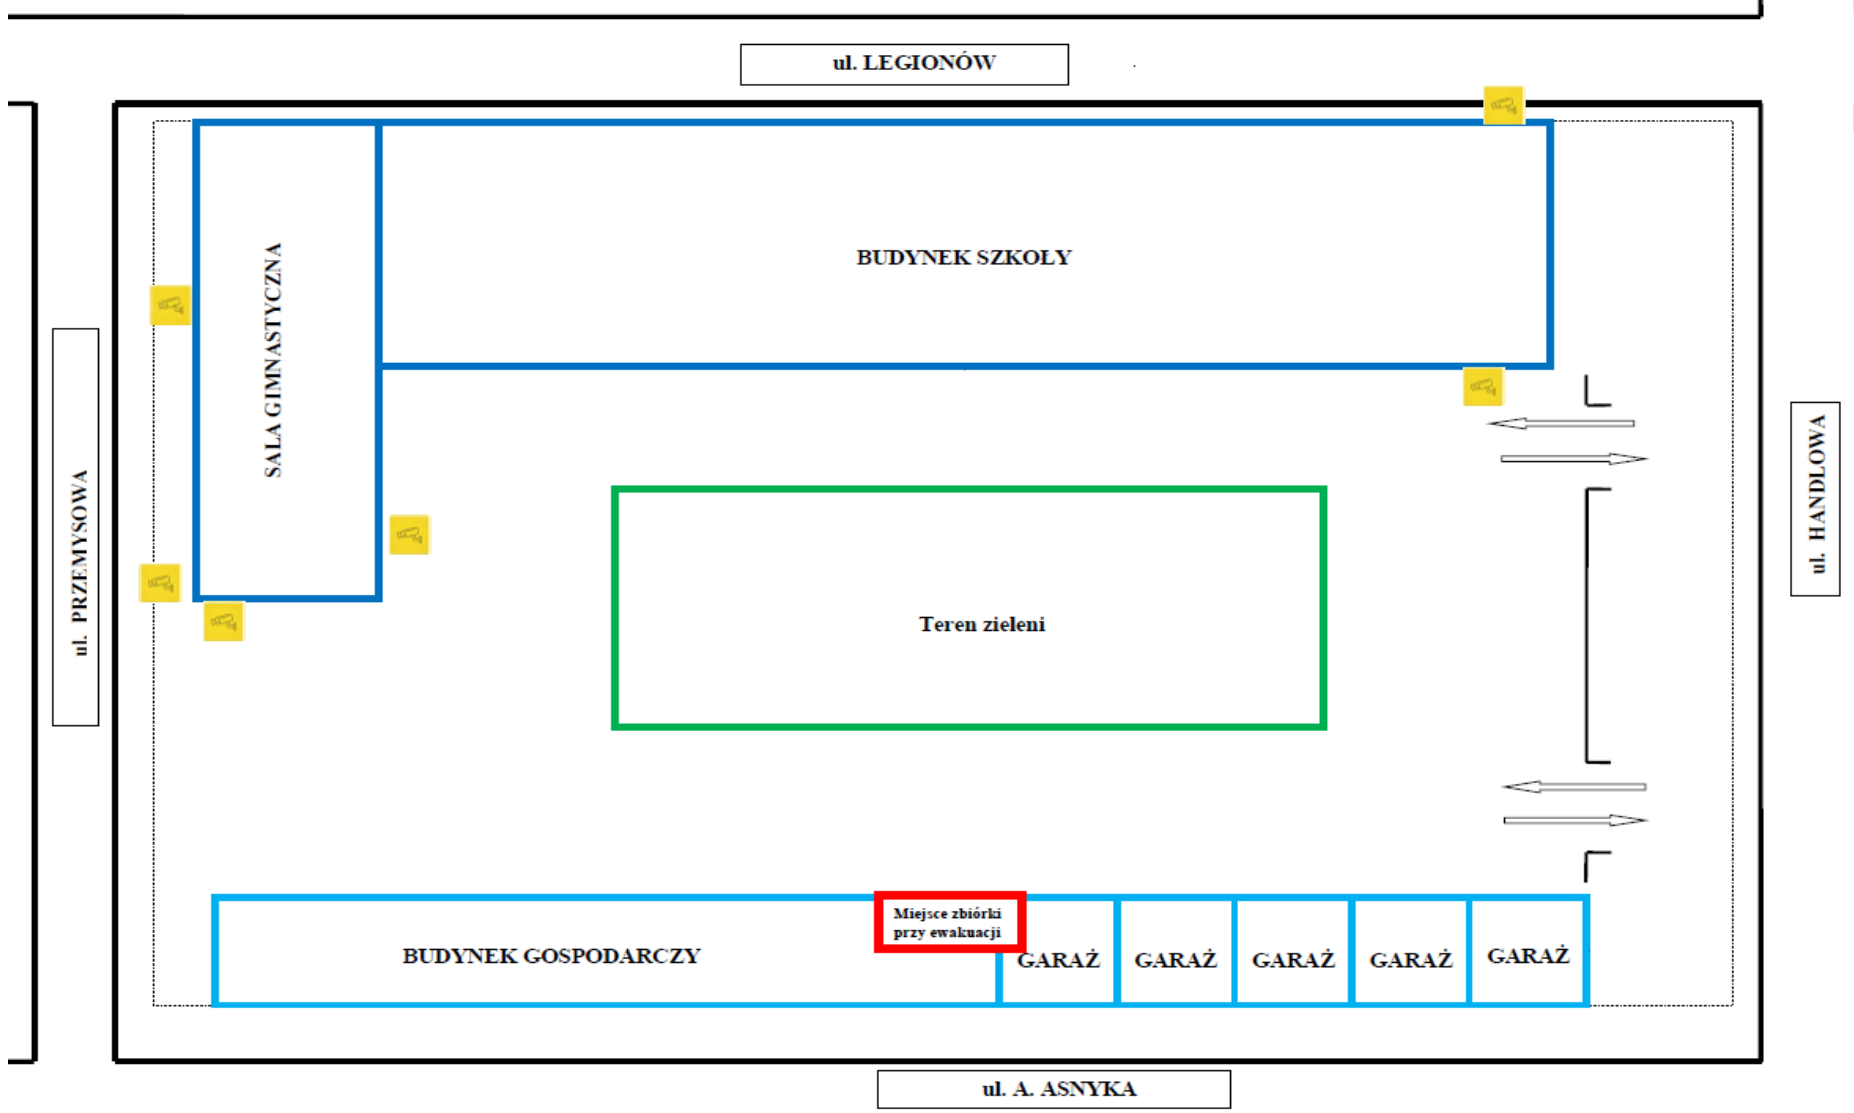 ul. LEGIONÓW
BUDYNEK SZKOŁY
SALA GIMNASTYCZNA
ul. PRZEMYSOWA
ul. HANDLOWA
Teren zieleni
Miejsce zbiórki
przy ewakuacji
BUDYNEK GOSPODARCZY
GARAŻ
GARAŻ
GARAŻ
GARAŻ
GARAŻ
ul. A. ASNYKA